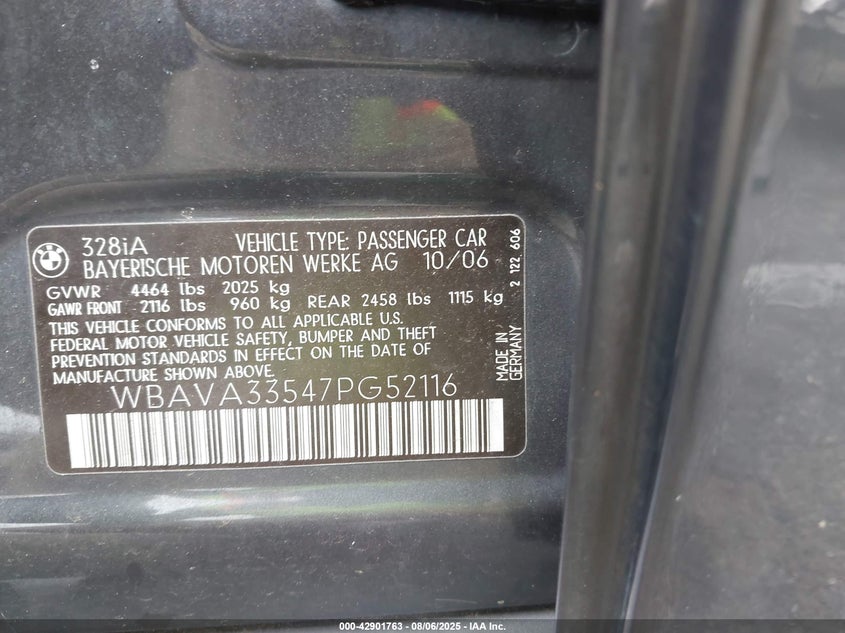 328iA VEHICLE TYPE: PASSENGER CAR
BAYERISCHE MOTOREN WERKE AG 10/06
GVWR 4464 lbs 2025 kg
GAWR FRONT 2116 lbs 960 kg REAR 2458 lbs 1115 kg
THIS VEHICLE CONFORMS TO ALL APPLICABLE U.S.
FEDERAL MOTOR VEHICLE SAFETY, BUMPER AND THEFT
PREVENTION STANDARDS IN EFFECT ON THE DATE OF
MANUFACTURE SHOWN ABOVE.
WBAVA33547PG52116
MADE IN
GERMANY
2 122 606
000-42901763 - 08/06/2025 - IAA Inc.